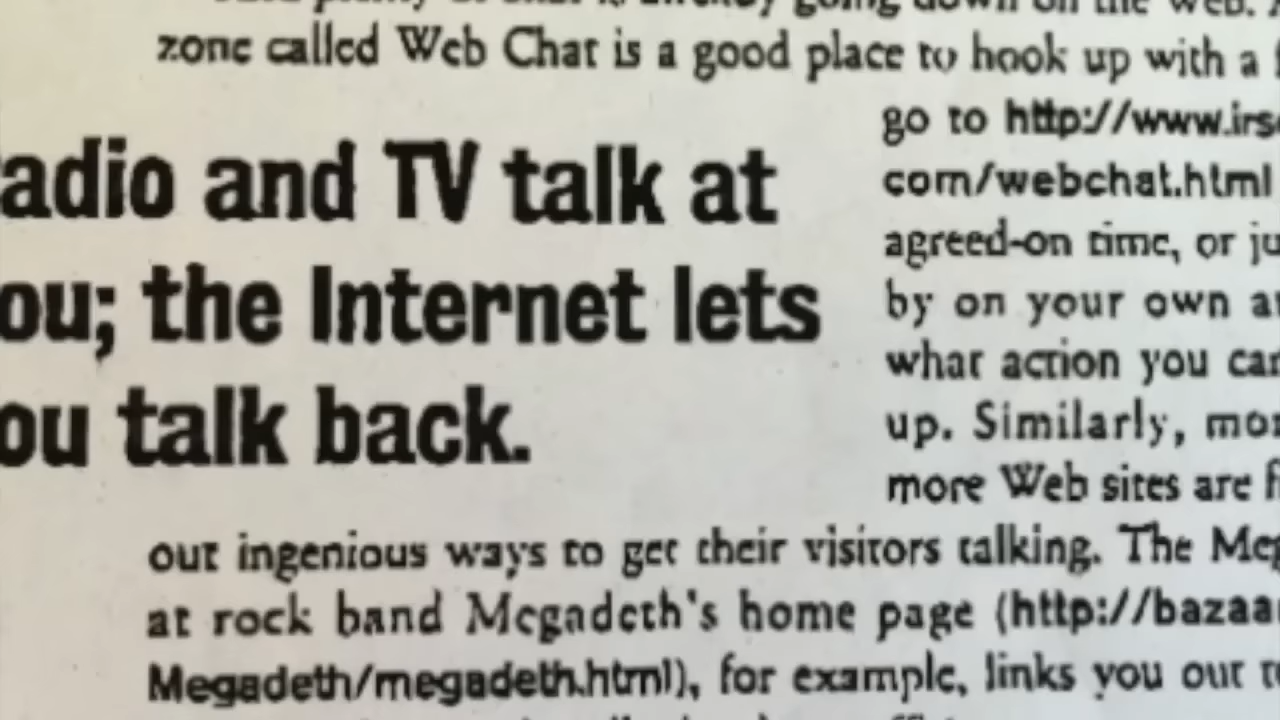 zone called Web Chat is a good place to hook up with a
adio and TV talk at
ou; the Internet lets
ou talk back.
go to http://www.irs
com/webchat.html
agreed-on time, or ju
by on your own a
what action you can
up. Similarly, mo
more Web sites are f
out ingenious ways to get their visitors talking. The Meg
at rock band Megadeth's home page (http://bazaa
Megadeth/megadeth.html), for example, links you out t